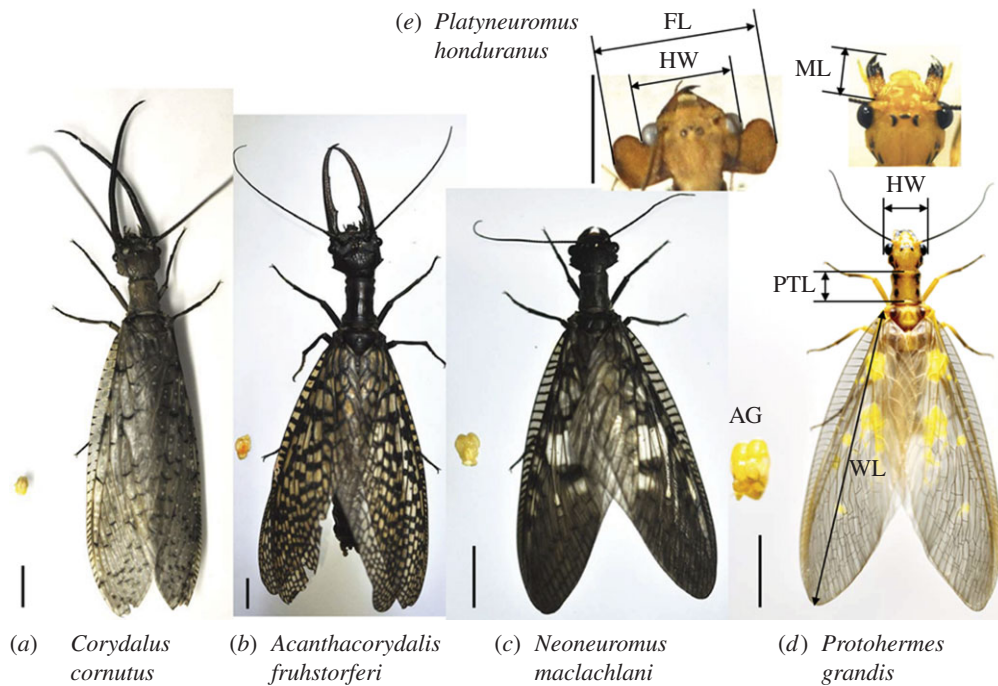 (e) Platyneuromus
honduranus
FL
HW
ML
HW
PTL
AG
WL
(a) Corydalus
cornutus
(b) Acanthacorydalis
fruhstorferi
(c) Neoneuromus
maclachlani
(d) Protohermes
grandis